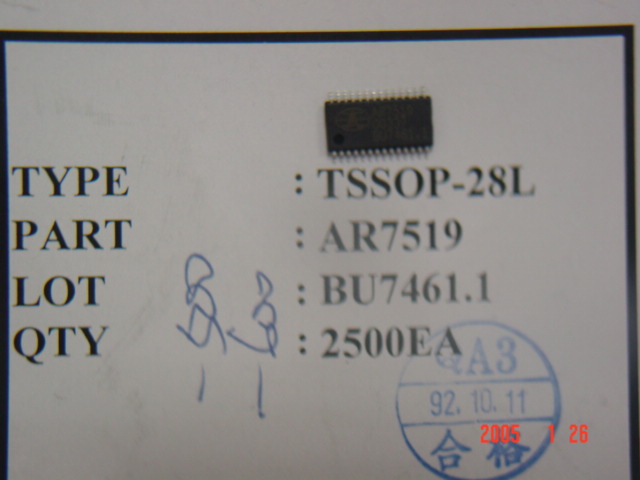 TYPE : TSSOP-28L
PART : AR7519
LOT : BU7461.1
QTY : 2500EA
QA3
92.10.11
合格
2005 1 26